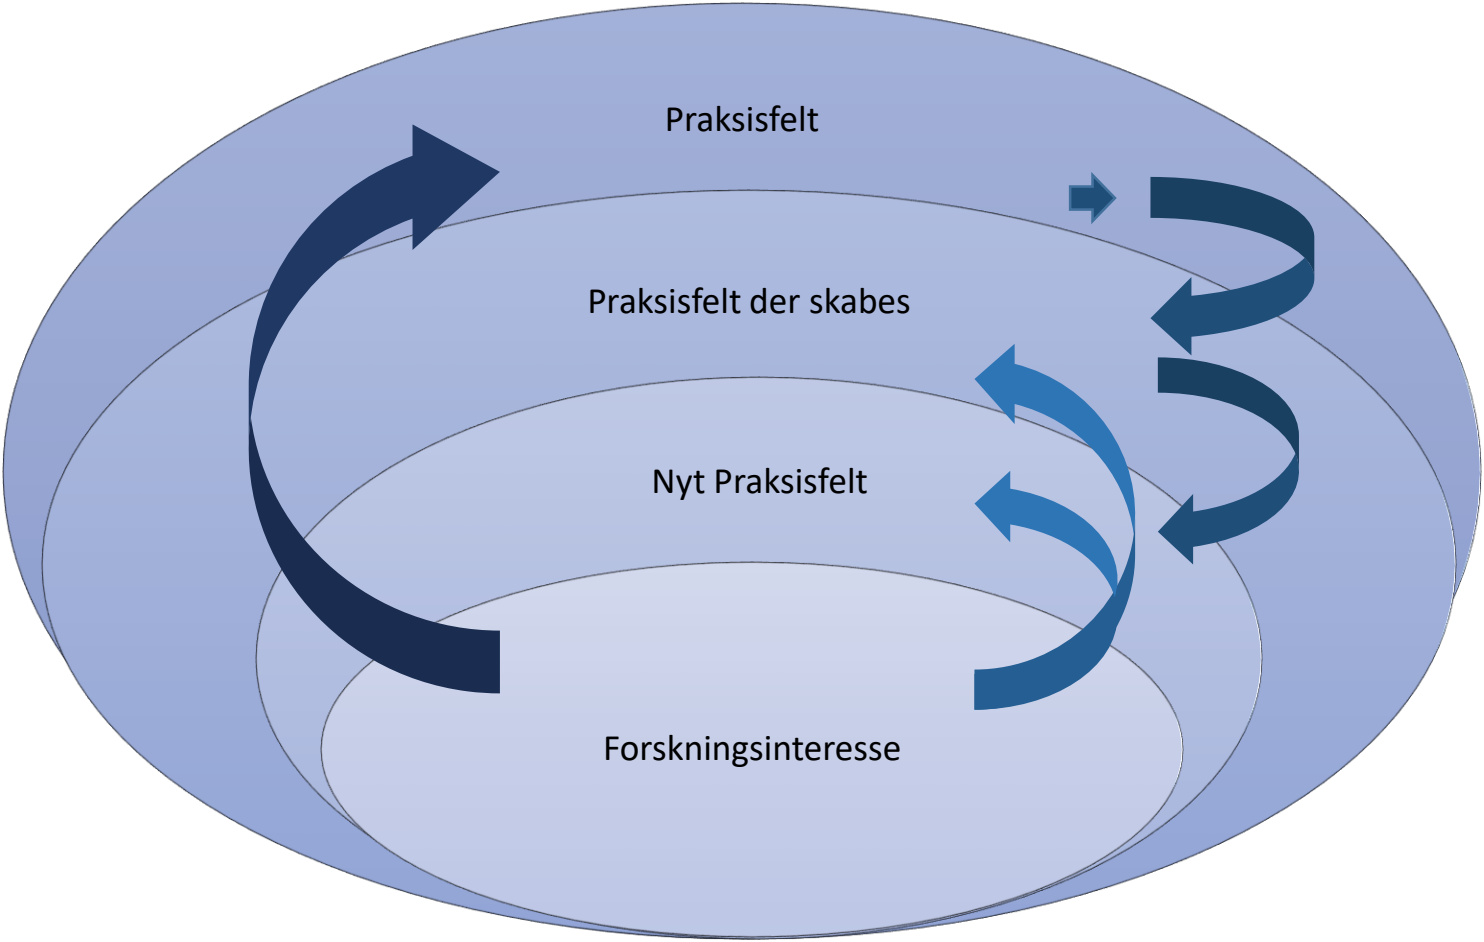 Praksisfelt
Praksisfelt der skabes
Nyt Praksisfelt
Forskningsinteresse